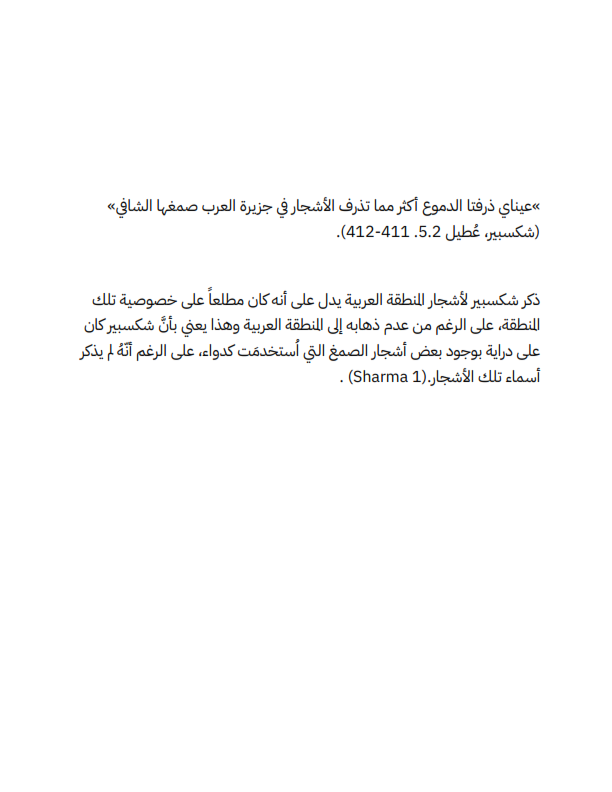 »عيناي ذرفتا الدموع أكثر مما تذرف الأشجار في جزيرة العرب صمغها الشافي»
(شكسبير، عُطيل 5.2. 411-412).
ذكر شكسبير لأشجار المنطقة العربية يدل على أنه كان مطلعاً على خصوصية تلك
المنطقة، على الرغم من عدم ذهابه إلى المنطقة العربية وهذا يعني بأنَّ شكسبير كان
على دراية بوجود بعض أشجار الصمغ التي اُستخدمَت كدواء، على الرغم أنّهُ لم يذكر
أسماء تلك الأشجار.(Sharma 1) .